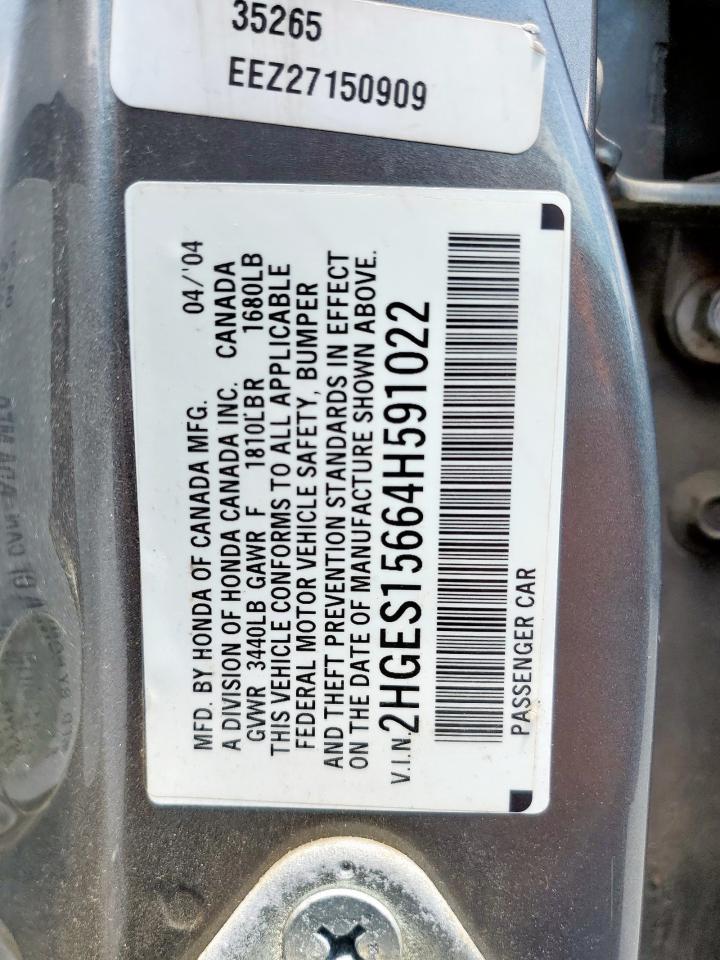 35265
EEZ27150909
MFD. BY HONDA OF CANADA MFG. 04/'04
A DIVISION OF HONDA CANADA INC. CANADA
GVWR 3440LB GAWR F 1810LBR 1680LB
THIS VEHICLE CONFORMS TO ALL APPLICABLE
FEDERAL MOTOR VEHICLE SAFETY, BUMPER
AND THEFT PREVENTION STANDARDS IN EFFECT
ON THE DATE OF MANUFACTURE SHOWN ABOVE.
V.I.N. 2HGES15664H591022
PASSENGER CAR